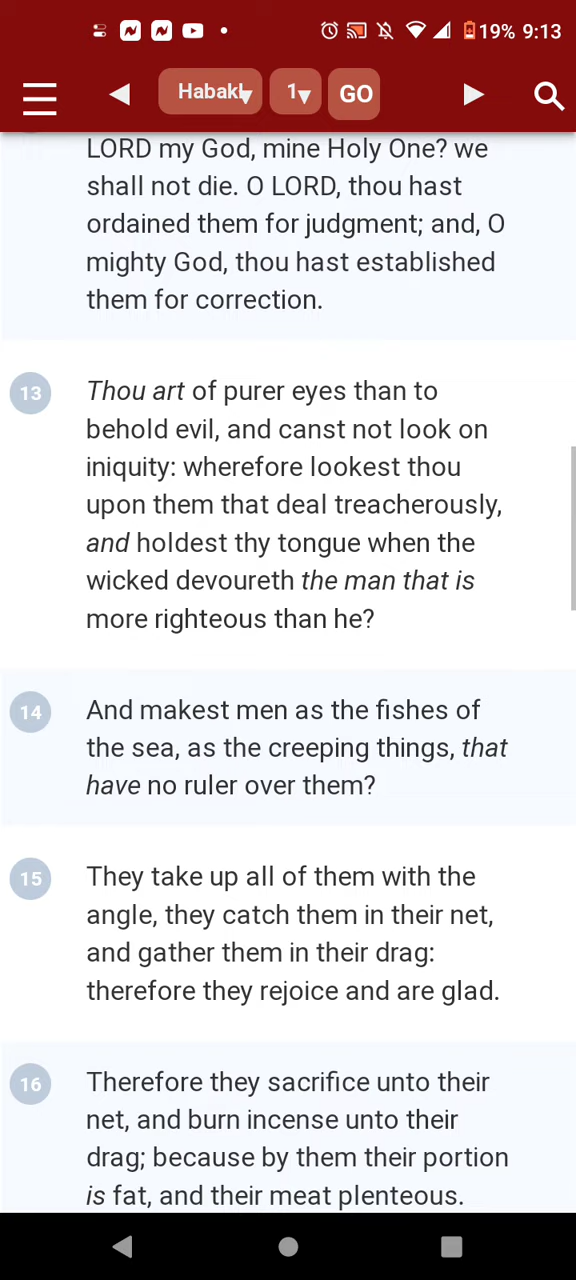 19% 9:13
Habakl 1 GO
LORD my God, mine Holy One? we
shall not die. O LORD, thou hast
ordained them for judgment; and, O
mighty God, thou hast established
them for correction.
13 Thou art of purer eyes than to
behold evil, and canst not look on
iniquity: wherefore lookest thou
upon them that deal treacherously,
and holdest thy tongue when the
wicked devoureth the man that is
more righteous than he?
14 And makest men as the fishes of
the sea, as the creeping things, that
have no ruler over them?
15 They take up all of them with the
angle, they catch them in their net,
and gather them in their drag:
therefore they rejoice and are glad.
16 Therefore they sacrifice unto their
net, and burn incense unto their
drag; because by them their portion
is fat, and their meat plenteous.